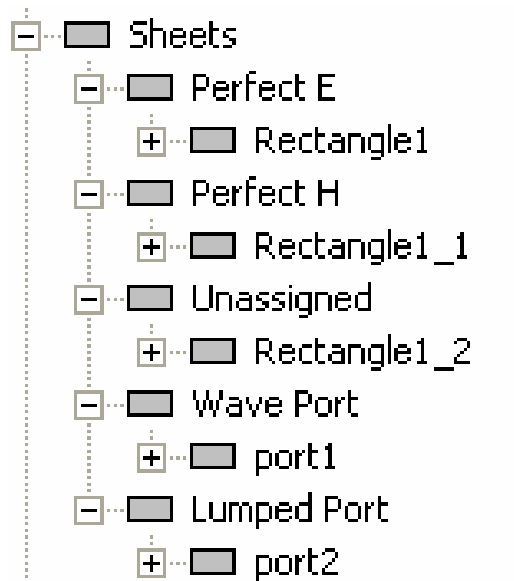 Sheets
Perfect E
Rectangle1
Perfect H
Rectangle1_1
Unassigned
Rectangle1_2
Wave Port
port1
Lumped Port
port2